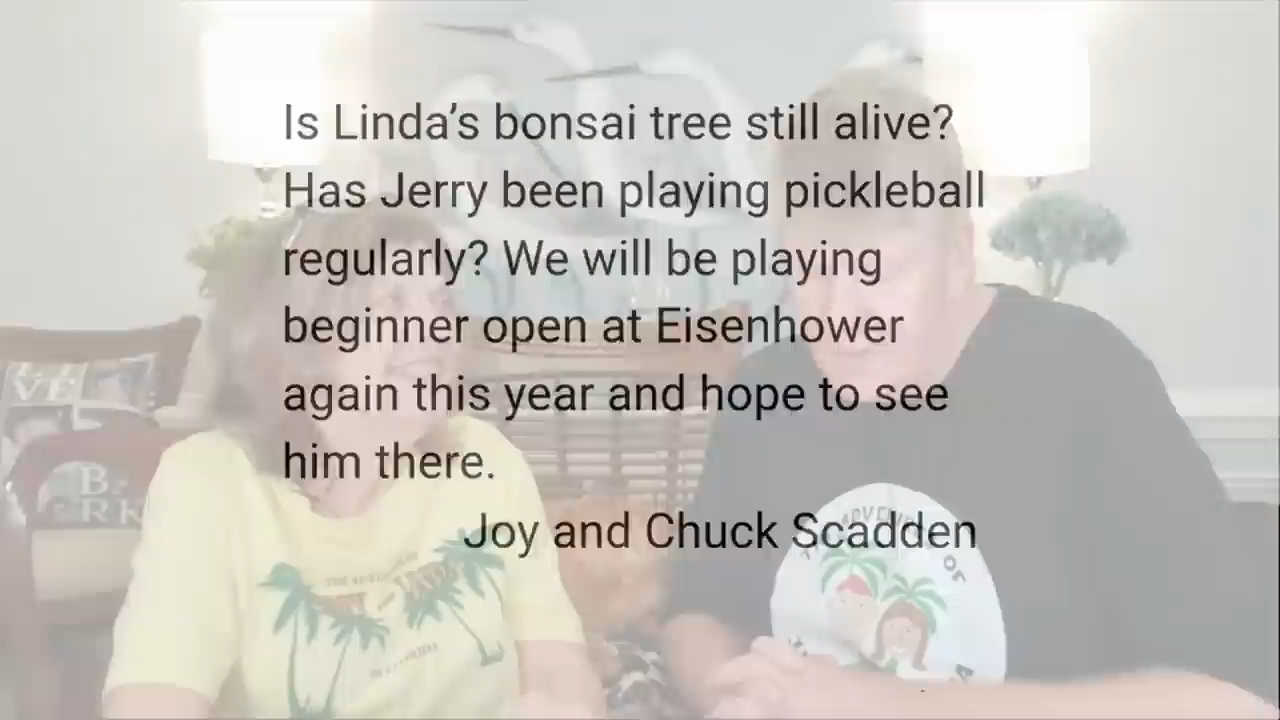 Is Linda’s bonsai tree still alive?
Has Jerry been playing pickleball
regularly? We will be playing
beginner open at Eisenhower
again this year and hope to see
him there.
Joy and Chuck Scadden